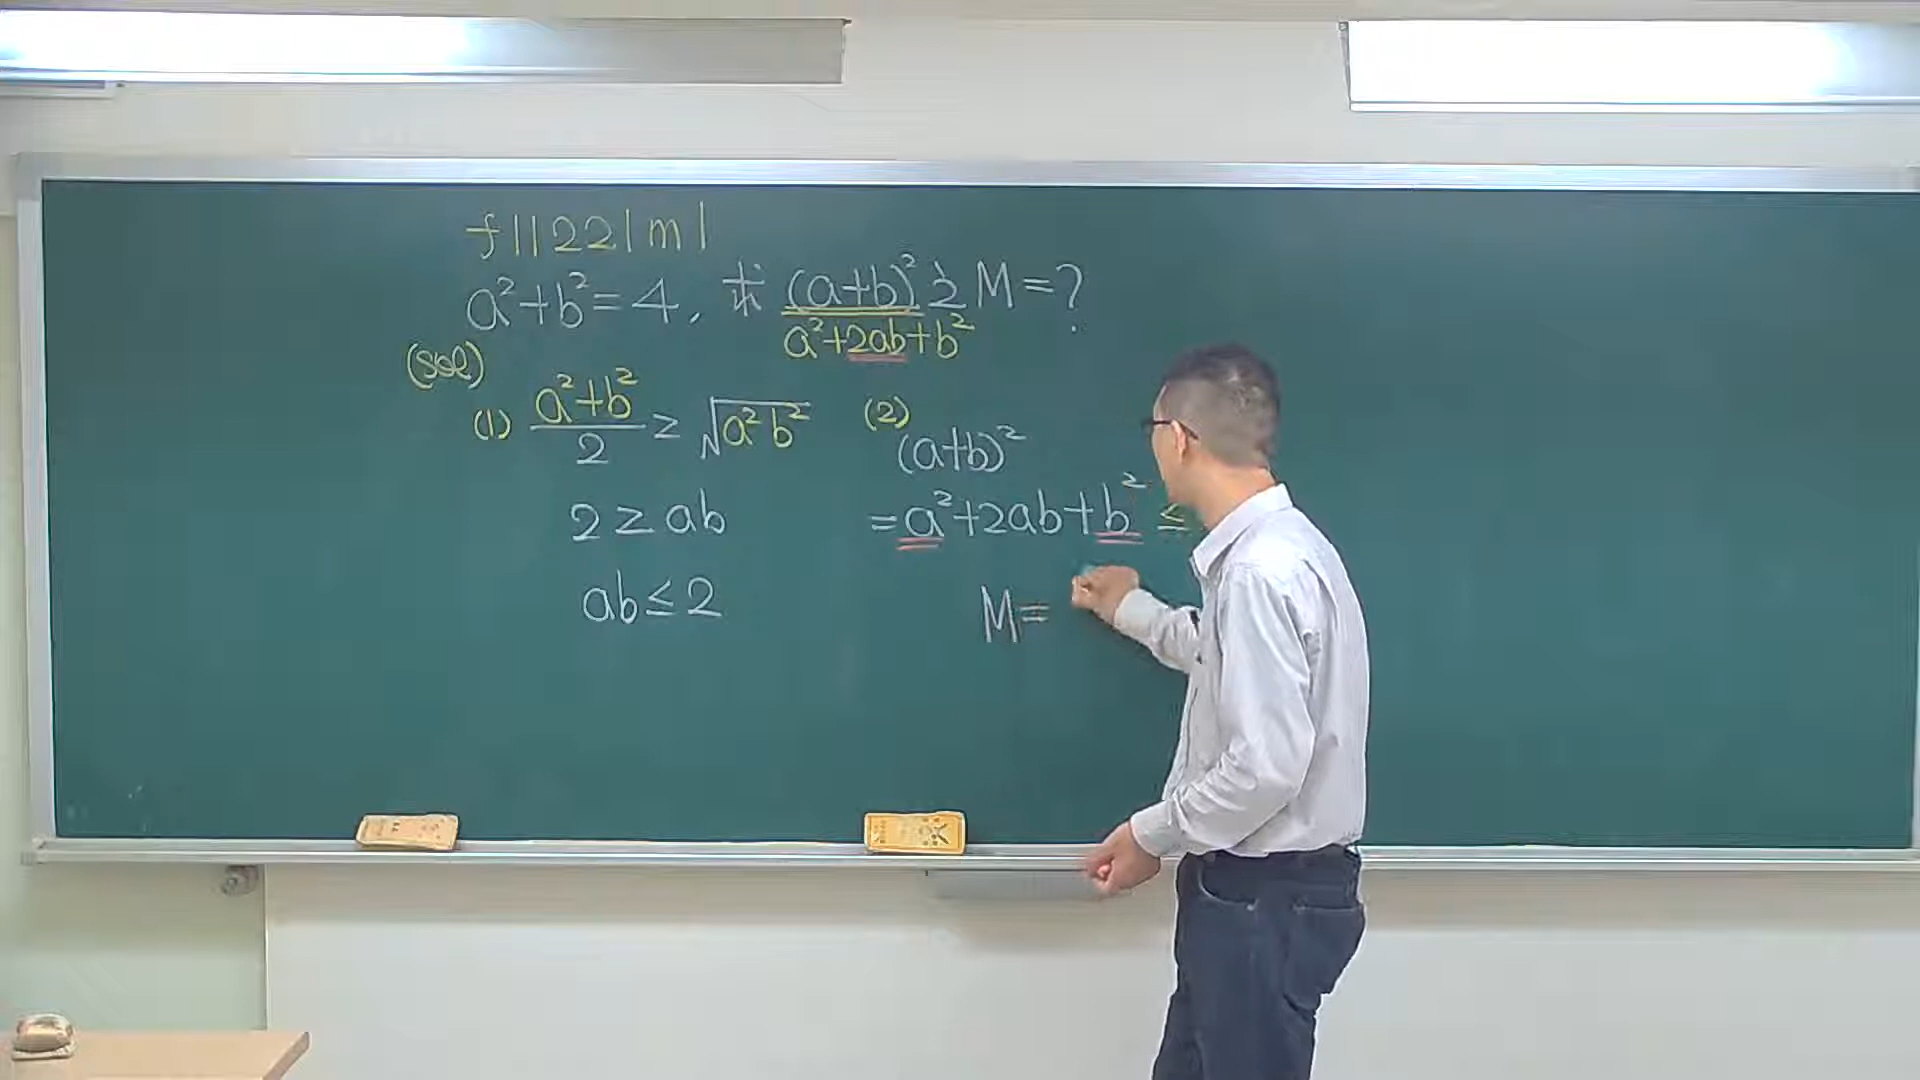 f11221m1
a²+b²=4, 求 (a+b)² 之 M=?
a²+2ab+b²
(sol)
(1) (a²+b²)/2 ≥ √(a²b²)
2 ≥ ab
ab ≤ 2
(2)
(a+b)²
= a²+2ab+b² ≤
M=